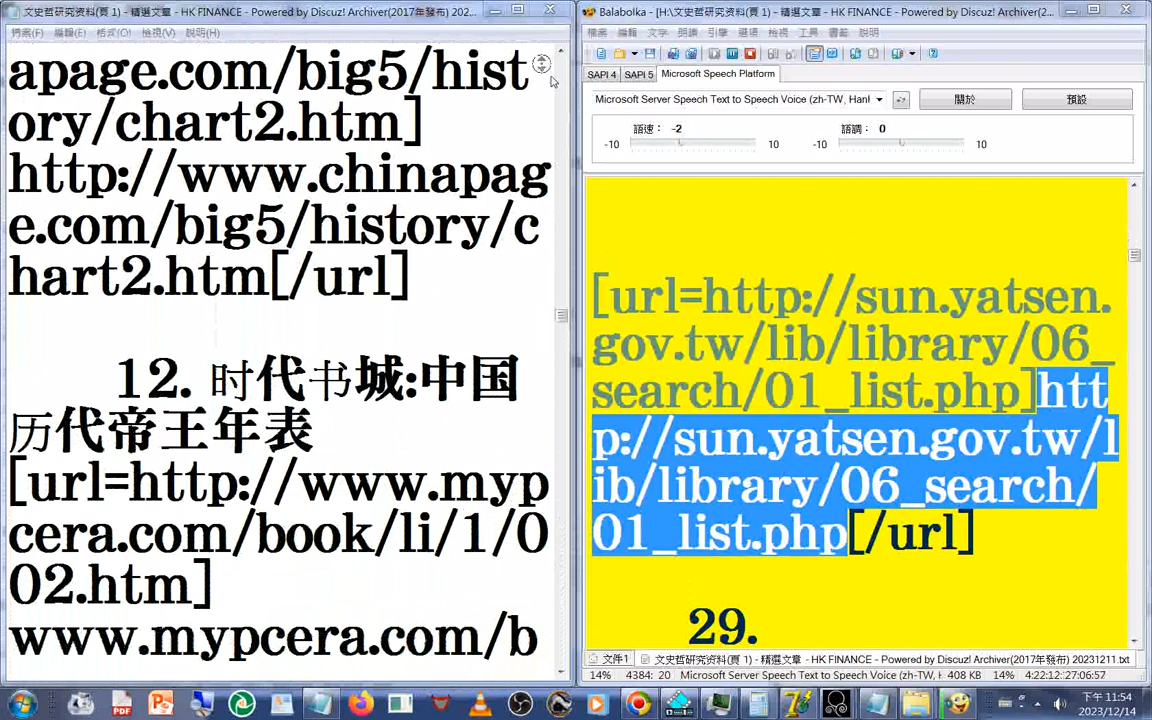 文史哲研究资料(頁 1) - 精選文章 - HK FINANCE - Powered by Discuz! Archiver(2017年發布) 202...
檔案(F) 編輯(E) 格式(O) 檢視(V) 說明(H)
apage.com/big5/hist
ory/chart2.htm]
http://www.chinapag
e.com/big5/history/c
hart2.htm[/url]
12. 时代书城:中国
历代帝王年表
[url=http://www.myp
cera.com/book/li/1/0
02.htm]
www.mypcera.com/b
Balabolka - [H:\文史哲研究资料(頁 1) - 精選文章 - HK FINANCE - Powered by Discuz! Archiver(2...
檔案 編輯 文字 朗讀 引擎 選項 檢視 工具 書籤 說明
SAPI 4 SAPI 5 Microsoft Speech Platform
Microsoft Server Speech Text to Speech Voice (zh-TW, Hanl 關於 預設
語速： -2 語調： 0
-10 10 -10 10
[url=http://sun.yatsen.
gov.tw/lib/library/06_
search/01_list.php]htt
p://sun.yatsen.gov.tw/l
ib/library/06_search/
01_list.php[/url]
29.
文件1 文史哲研究资料(頁 1) - 精選文章 - HK FINANCE - Powered by Discuz! Archiver(2017年發布) 20231211.txt
14% 4384: 20 Microsoft Server Speech Text to Speech Voice (zh-TW, HanHan) 408 KB 14% 4:22:12:27:06:57
下午 11:54
2023/12/14